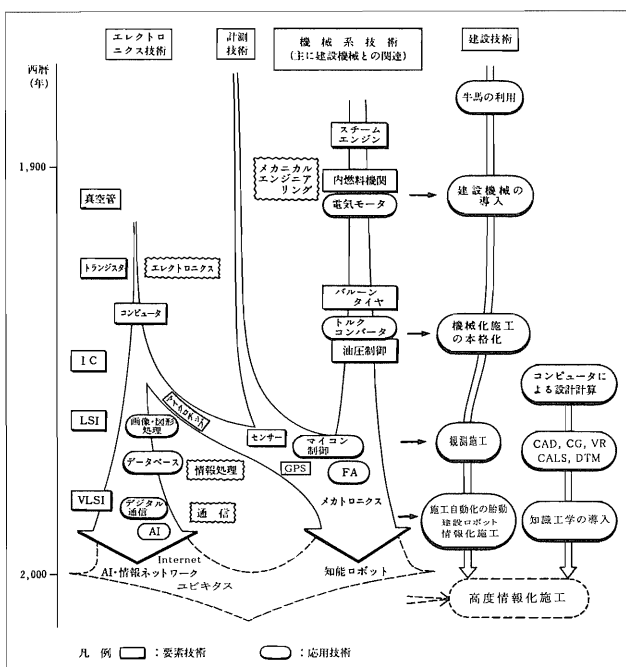 エレクトロ
ニクス技術
計測
技術
機械系技術
(主に建設機械との関連)
建設技術
西暦
(年)
牛馬の利用
スチーム
エンジン
1,900
メカニカル
エンジニア
リング
内燃料機関
電気モータ
建設機械の
導入
真空管
トランジスタ
エレクトロニクス
コンピュータ
バルーン
タイヤ
トルク
コンバータ
油圧制御
機械化施工
の本格化
IC
コンピュータに
よる設計計算
LSI
画像・図形
処理
センサー
マイコン
制御
観測施工
CAD, CG, VR
CALS, DTM
データベース
情報処理
GPS
FA
メカトロニクス
VLSI
デジタル
通信
通信
AI
施工自動化の胎動
建設ロボット
情報化施工
知識工学の導入
Internet
2,000
AI・情報ネットワーク
知能ロボット
ユビキタス
高度情報化施工
凡例
:要素技術
:応用技術